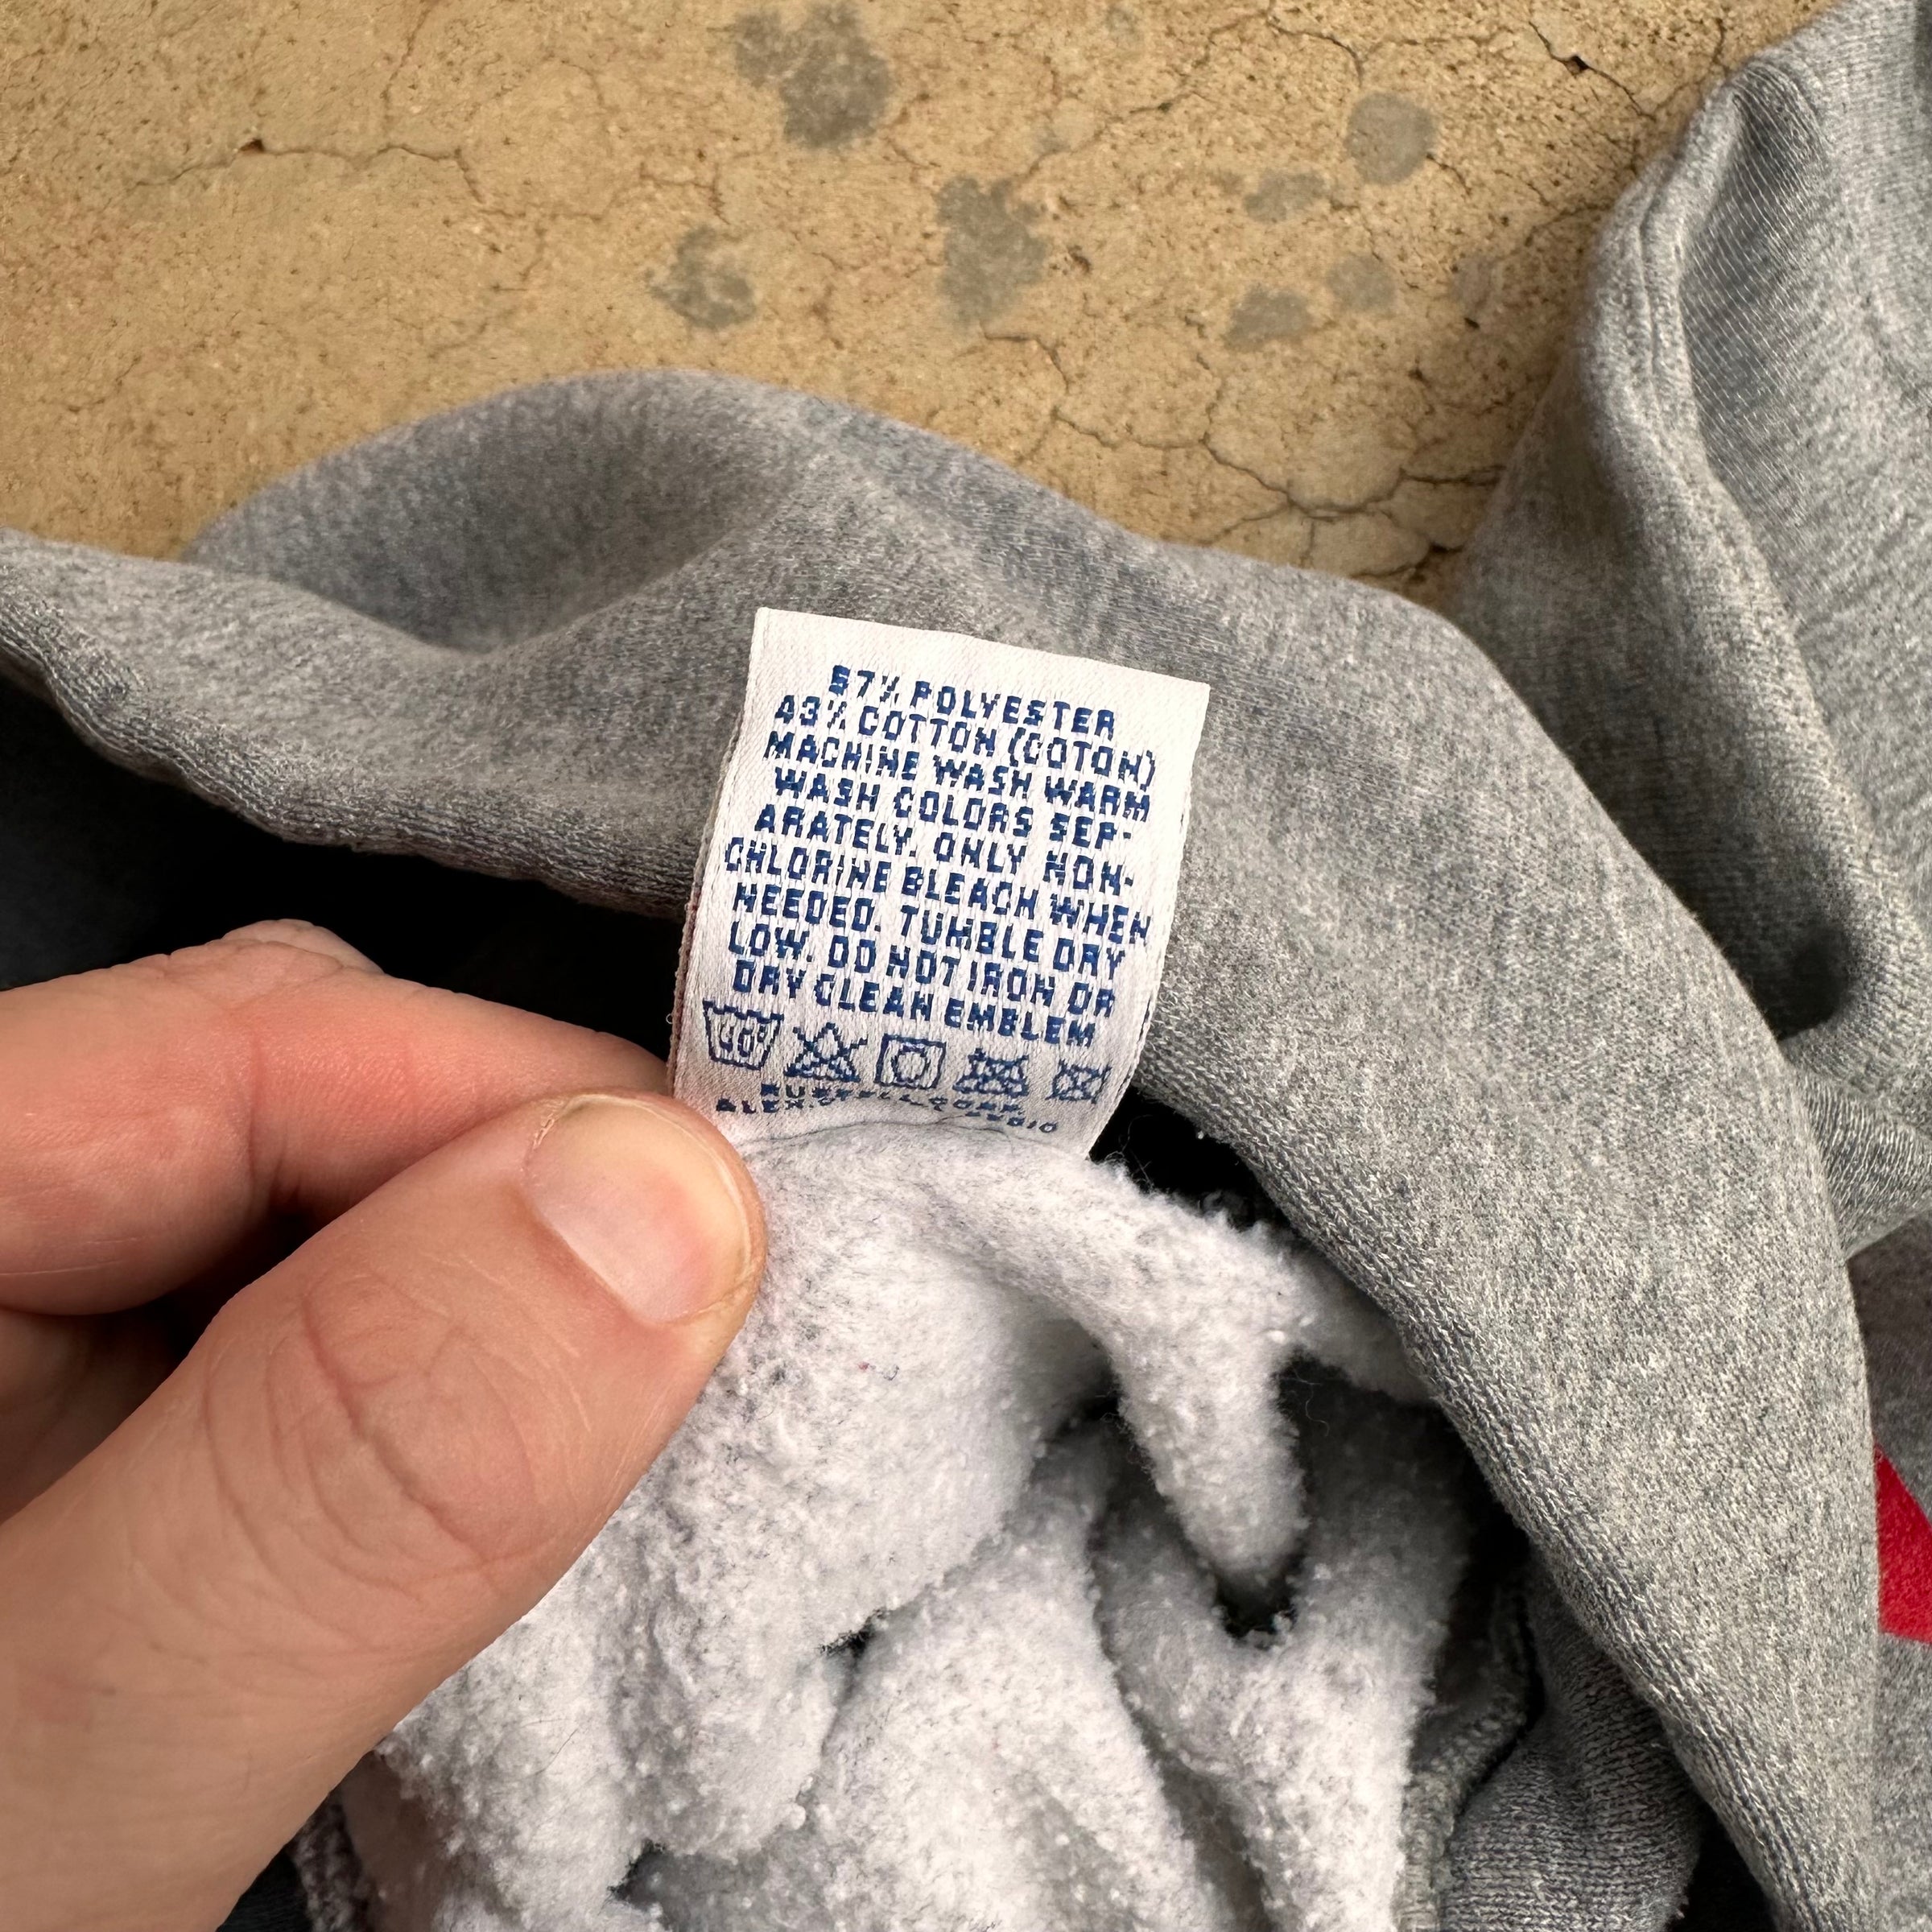 57% POLYESTER
43% COTTON (COTON)
MACHINE WASH WARM
WASH COLORS SEP-
ARATELY. ONLY NON-
CHLORINE BLEACH WHEN
NEEDED. TUMBLE DRY
LOW. DO NOT IRON OR
DRY CLEAN EMBLEM
40°